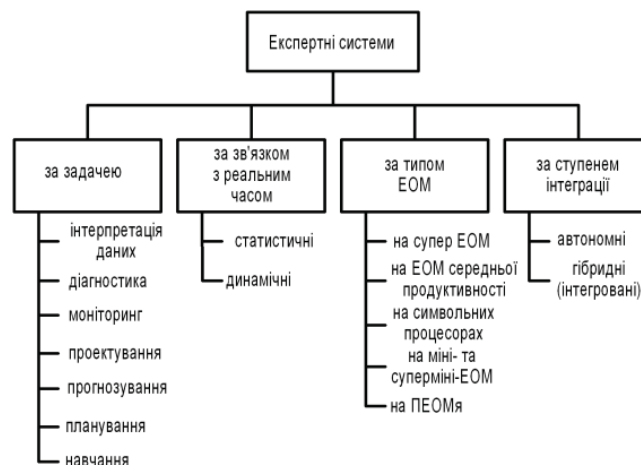 Експертні системи
за задачею
за зв'язком
з реальним
часом
за типом
ЕОМ
за ступенем
інтеграції
інтерпретація
даних
діагностика
моніторинг
проектування
прогнозування
планування
навчання
статистичні
динамічні
на супер ЕОМ
на ЕОМ середньої
продуктивності
на символьних
процесорах
на міні- та
суперміні-ЕОМ
на ПЕОМя
автономні
гібридні
(інтегровані)